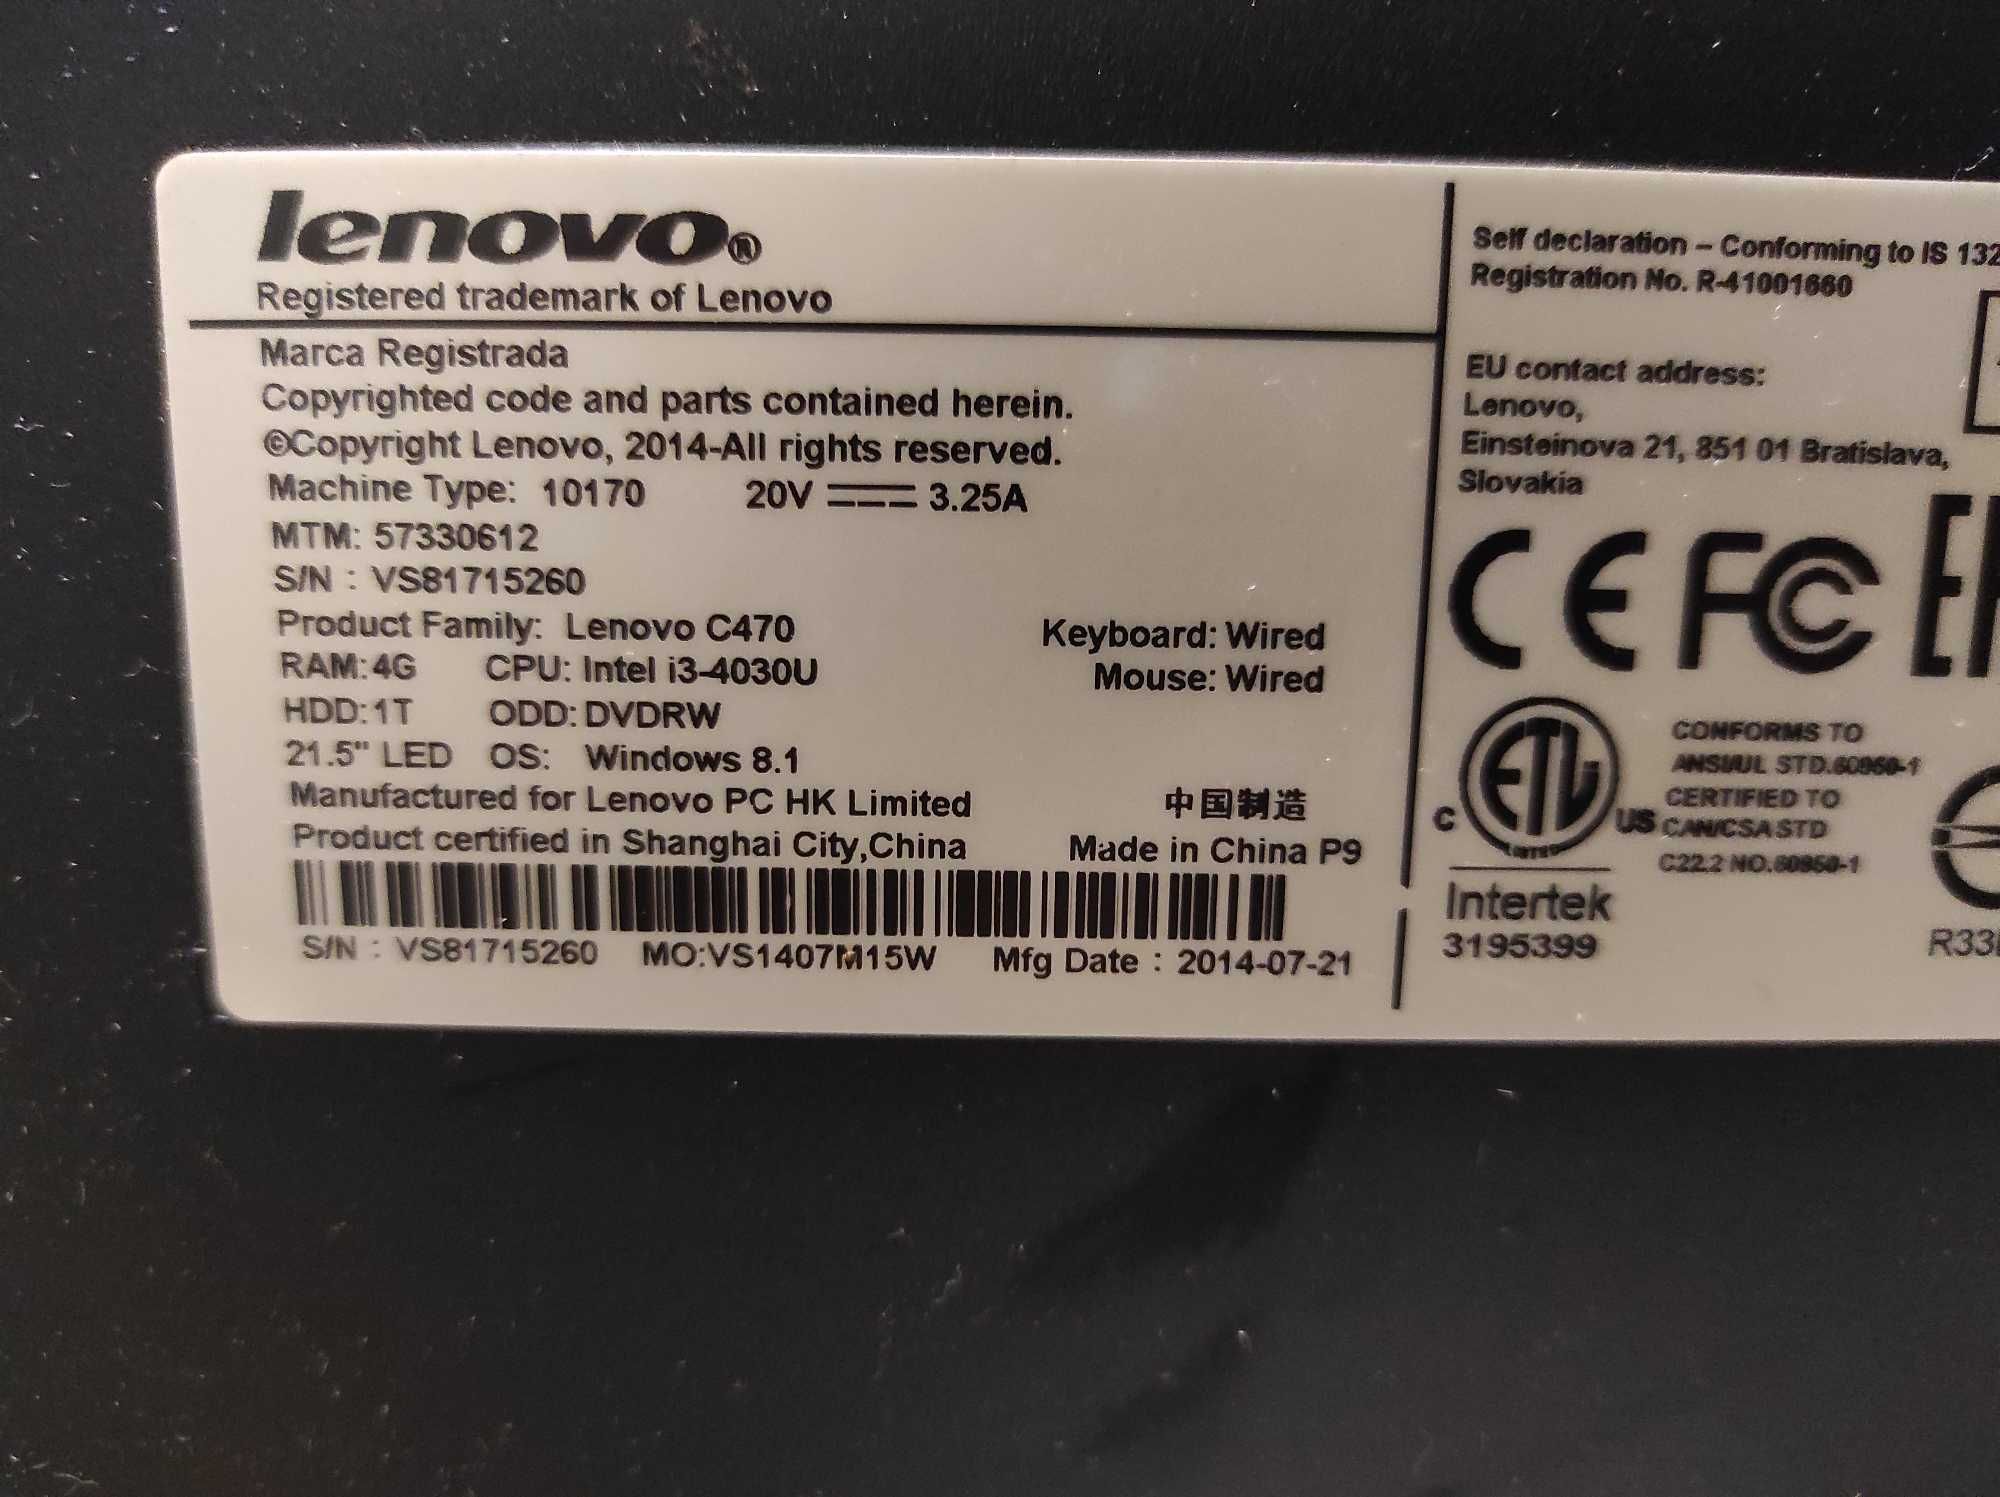 lenovo®
Registered trademark of Lenovo
Marca Registrada
Copyrighted code and parts contained herein.
©Copyright Lenovo, 2014-All rights reserved.
Machine Type: 10170 20V 3.25A
MTM: 57330612
S/N : VS81715260
Product Family: Lenovo C470 Keyboard: Wired
RAM:4G CPU: Intel i3-4030U Mouse: Wired
HDD:1T ODD:DVDRW
21.5" LED OS: Windows 8.1
Manufactured for Lenovo PC HK Limited 中国制造
Product certified in Shanghai City,China Made in China P9
S/N : VS81715260 MO:VS1407M15W Mfg Date : 2014-07-21
Self declaration – Conforming to IS 132
Registration No. R-41001660
EU contact address:
Lenovo,
Einsteinova 21, 851 01 Bratislava,
Slovakia
CE FC
C ETL US
CONFORMS TO
ANSI/UL STD.60950-1
CERTIFIED TO
CAN/CSA STD
C22.2 NO.60950-1
Intertek
3195399
R33